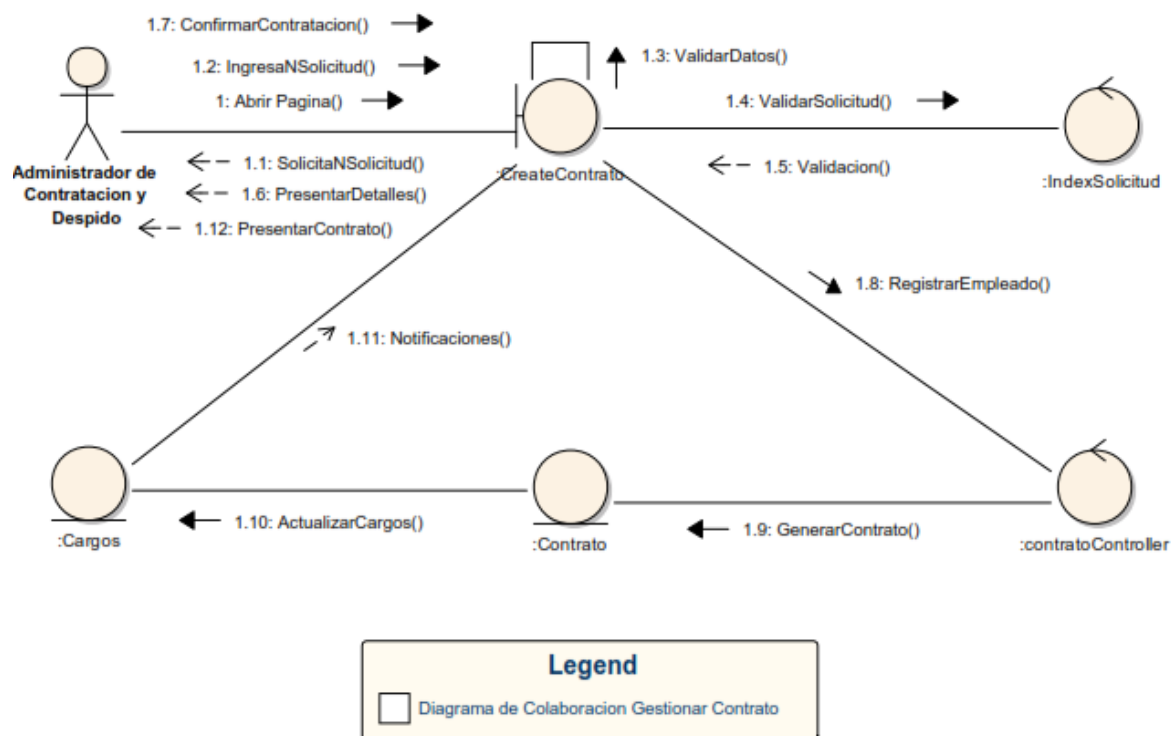 1.7: ConfirmarContratacion()
1.2: IngresaNSolicitud()
1: Abrir Pagina()
1.3: ValidarDatos()
1.4: ValidarSolicitud()
Administrador de
Contratacion y
Despido
1.1: SolicitaNSolicitud()
1.6: PresentarDetalles()
1.12: PresentarContrato()
:CreateContrato
1.5: Validacion()
:IndexSolicitud
1.8: RegistrarEmpleado()
1.11: Notificaciones()
:Cargos
1.10: ActualizarCargos()
:Contrato
1.9: GenerarContrato()
:contratoController
Legend
Diagrama de Colaboracion Gestionar Contrato